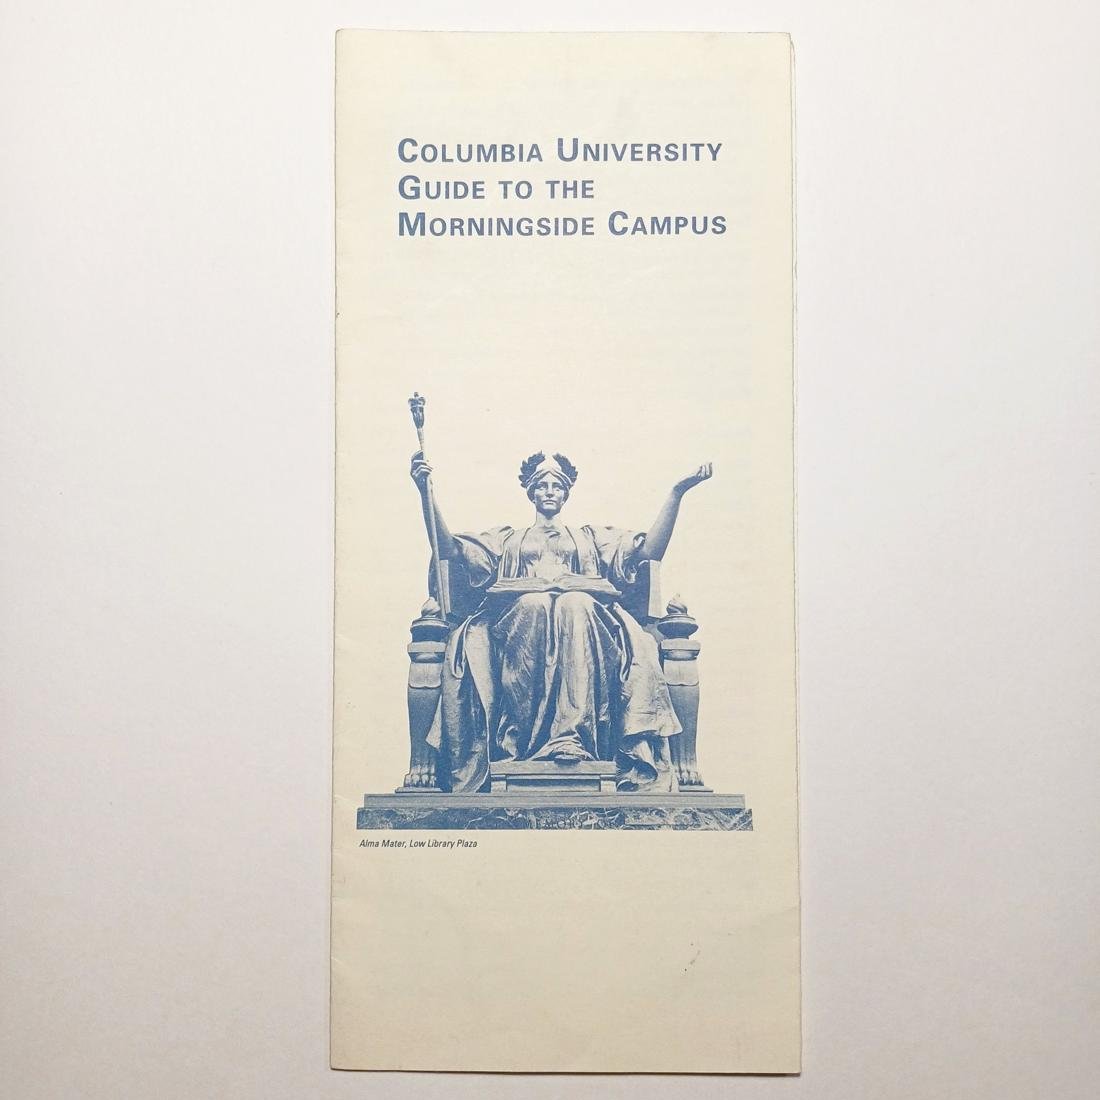 COLUMBIA UNIVERSITY
GUIDE TO THE
MORNINGSIDE CAMPUS
Alma Mater, Low Library Plaza